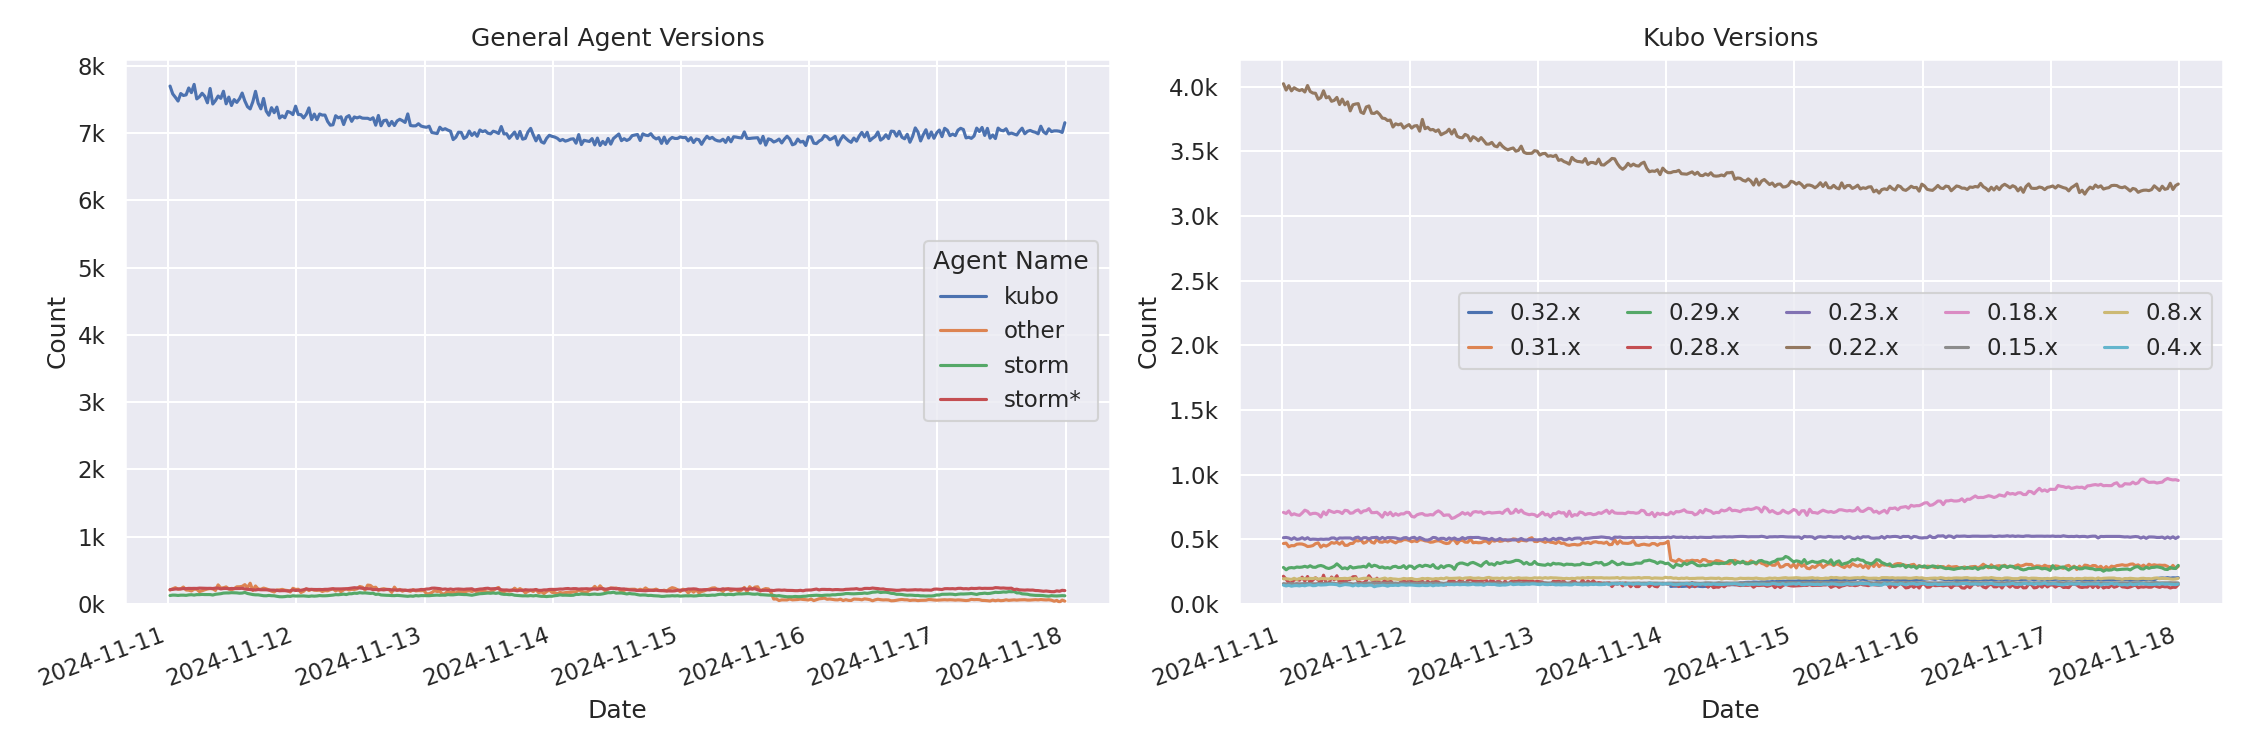 General Agent Versions
8k
7k
6k
5k
4k
3k
2k
1k
0k
Count
Agent Name
kubo
other
storm
storm*
2024-11-11
2024-11-12
2024-11-13
2024-11-14
2024-11-15
2024-11-16
2024-11-17
2024-11-18
Date
Kubo Versions
4.0k
3.5k
3.0k
2.5k
2.0k
1.5k
1.0k
0.5k
0.0k
Count
0.32.x 0.29.x 0.23.x 0.18.x 0.8.x
0.31.x 0.28.x 0.22.x 0.15.x 0.4.x
2024-11-11
2024-11-12
2024-11-13
2024-11-14
2024-11-15
2024-11-16
2024-11-17
2024-11-18
Date